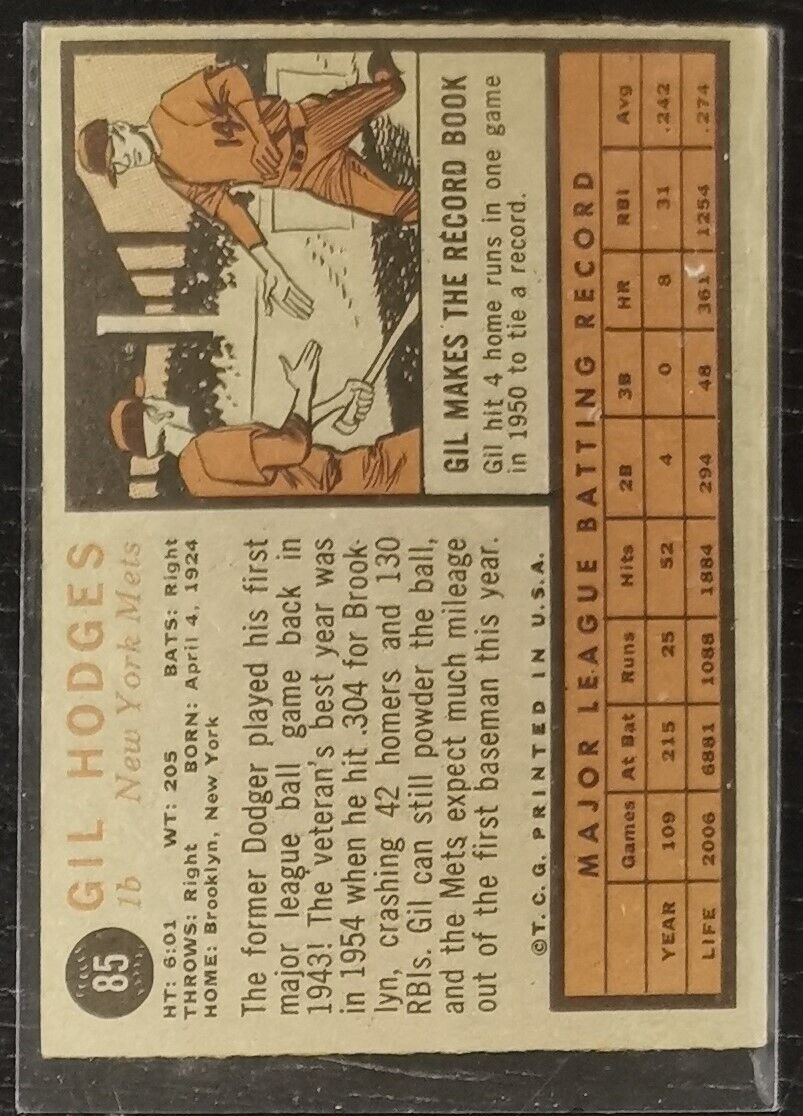 85
GIL HODGES
1b New York Mets
HT: 6:01 WT: 205 BATS: Right
THROWS: Right BORN: April 4, 1924
HOME: Brooklyn, New York
The former Dodger played his first
major league ball game back in
1943! The veteran's best year was
in 1954 when he hit .304 for Brook-
lyn, crashing 42 homers and 130
RBIs. Gil can still powder the ball,
and the Mets expect much mileage
out of the first baseman this year.
©T.C.G. PRINTED IN U.S.A.
14
GIL MAKES THE RECORD BOOK
Gil hit 4 home runs in one game
in 1950 to tie a record.
MAJOR LEAGUE BATTING RECORD
Games At Bat Runs Hits 2B 3B HR RBI Avg
YEAR 109 215 25 52 4 0 8 31 .242
LIFE 2006 6881 1088 1884 294 48 361 1254 .274